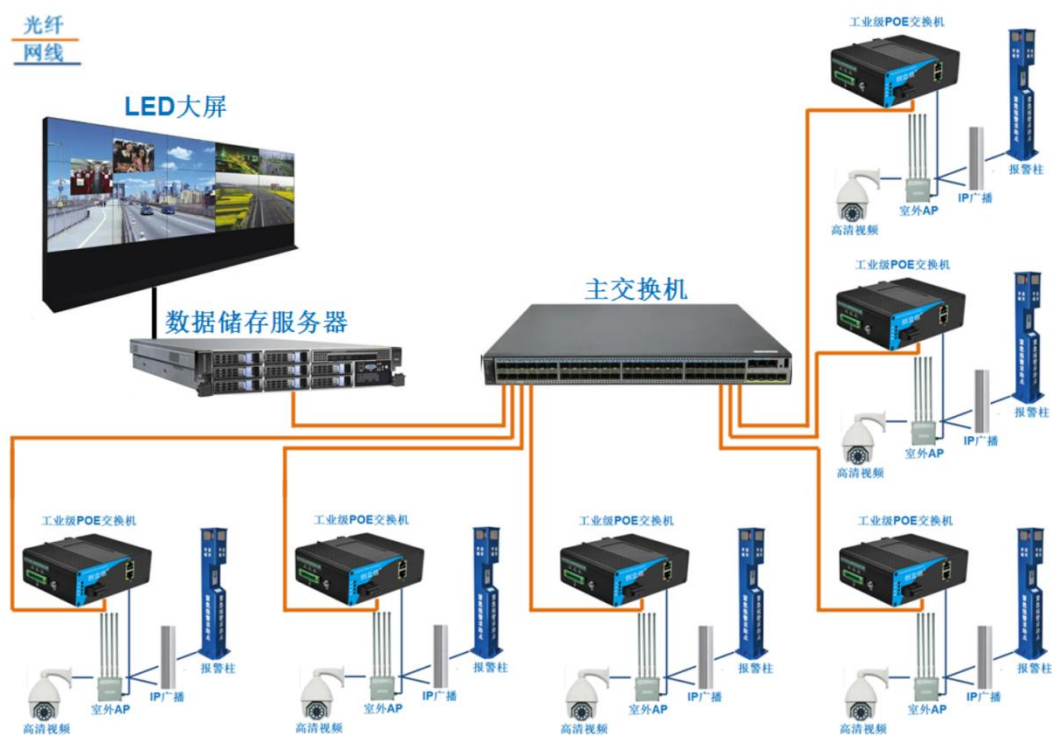 光纤
网线
LED大屏
数据储存服务器
主交换机
工业级POE交换机
报警柱
IP广播
室外AP
高清视频
工业级POE交换机
报警柱
IP广播
室外AP
高清视频
工业级POE交换机
报警柱
IP广播
室外AP
高清视频
工业级POE交换机
报警柱
IP广播
室外AP
高清视频
工业级POE交换机
报警柱
IP广播
室外AP
高清视频
工业级POE交换机
报警柱
IP广播
室外AP
高清视频